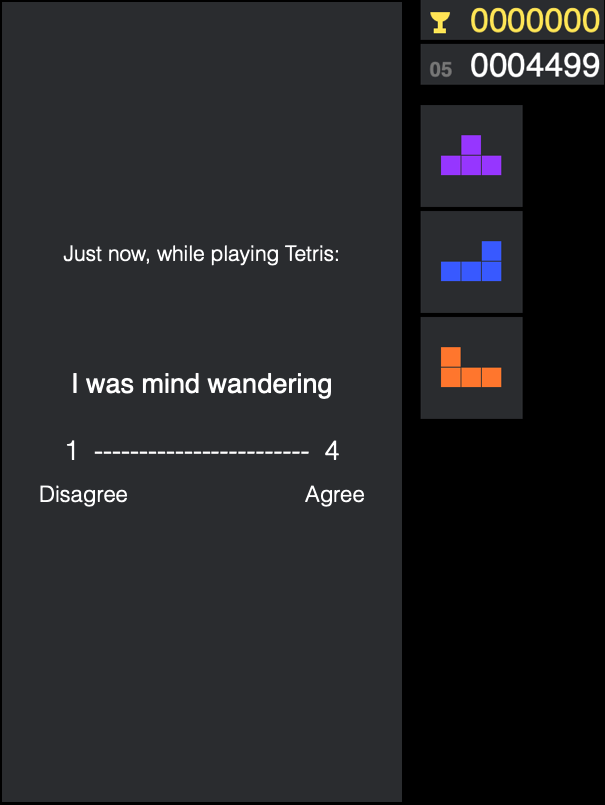 0000000
05 0004499
Just now, while playing Tetris:
I was mind wandering
1 ------------------------ 4
Disagree Agree